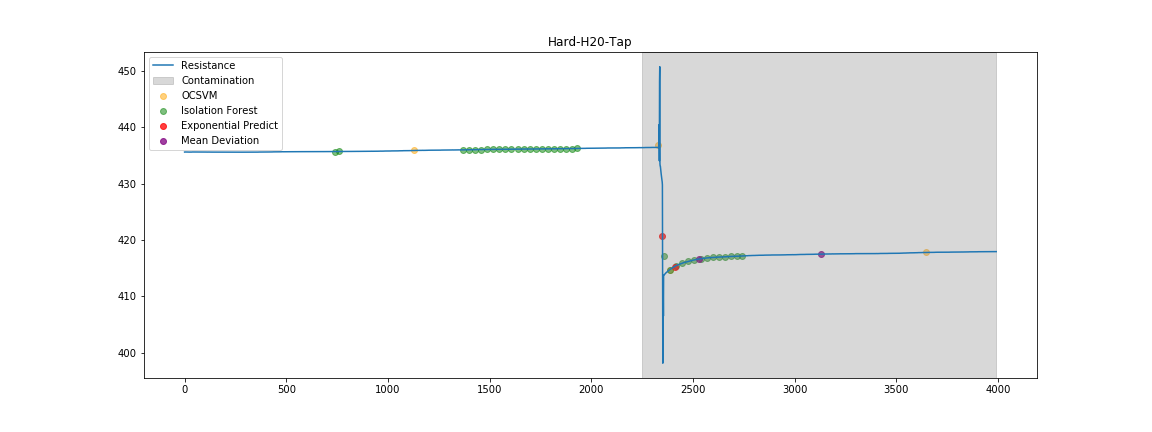 Hard-H20-Tap
Resistance
Contamination
OCSVM
Isolation Forest
Exponential Predict
Mean Deviation
450
440
430
420
410
400
0 500 1000 1500 2000 2500 3000 3500 4000